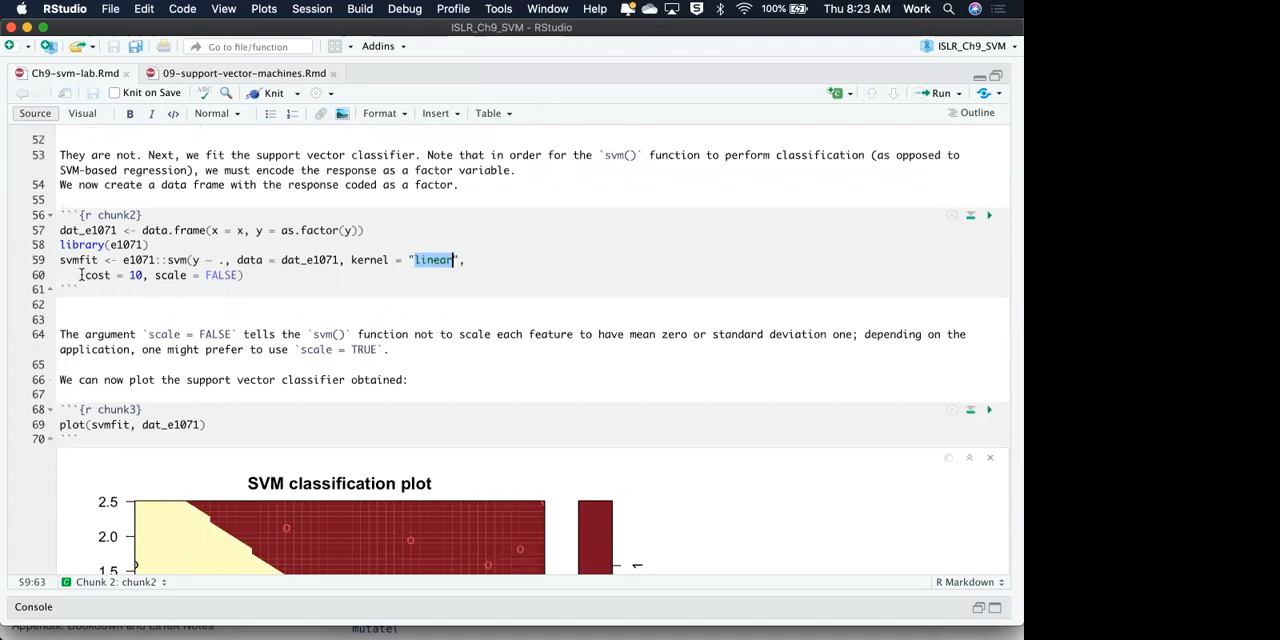 RStudio File Edit Code View Plots Session Build Debug Profile Tools Window Help 100% Thu 8:23 AM Work
ISLR_Ch9_SVM - RStudio
Go to file/function Addins ISLR_Ch9_SVM
Ch9-svm-lab.Rmd 09-support-vector-machines.Rmd
Knit on Save ABC Knit Run
Source Visual B I Normal Format Insert Table Outline
52
53 They are not. Next, we fit the support vector classifier. Note that in order for the `svm()` function to perform classification (as opposed to
SVM-based regression), we must encode the response as a factor variable.
54 We now create a data frame with the response coded as a factor.
55
56 ```{r chunk2}
57 dat_e1071 <- data.frame(x = x, y = as.factor(y))
58 library(e1071)
59 svmfit <- e1071::svm(y ~ ., data = dat_e1071, kernel = "linear",
60 cost = 10, scale = FALSE)
61 ```
62
63
64 The argument `scale = FALSE` tells the `svm()` function not to scale each feature to have mean zero or standard deviation one; depending on the
application, one might prefer to use `scale = TRUE`.
65
66 We can now plot the support vector classifier obtained:
67
68 ```{r chunk3}
69 plot(svmfit, dat_e1071)
70 ```
SVM classification plot
2.5
2.0
1.5
1
59:63 Chunk 2: chunk2 R Markdown
Console
Appendix: Bookdown and LaTeX Notes mutate(